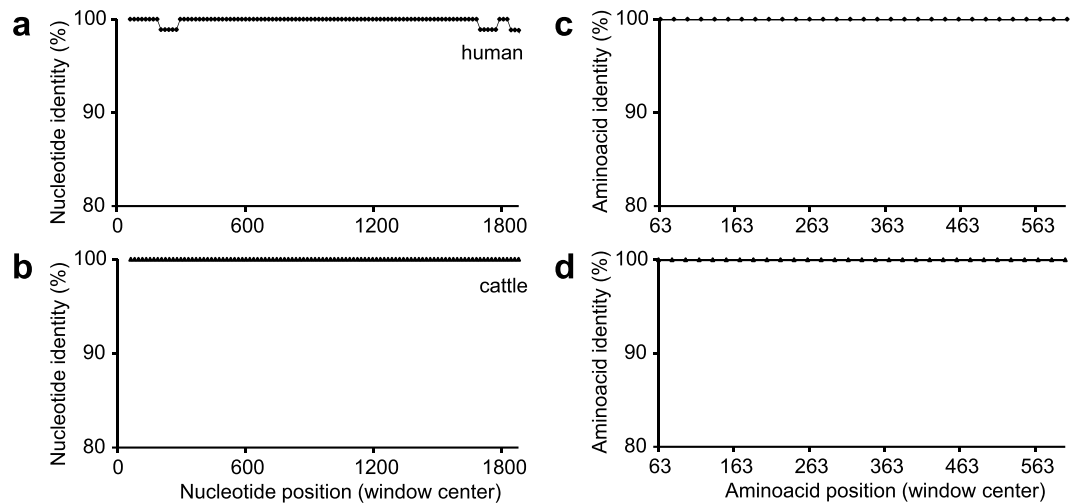 a
Nucleotide identity (%)
100
90
80
human
0
600
1200
1800
c
Aminoacid identity (%)
100
90
80
63
163
263
363
463
563
b
Nucleotide identity (%)
100
90
80
cattle
0
600
1200
1800
Nucleotide position (window center)
d
Aminoacid identity (%)
100
90
80
63
163
263
363
463
563
Aminoacid position (window center)